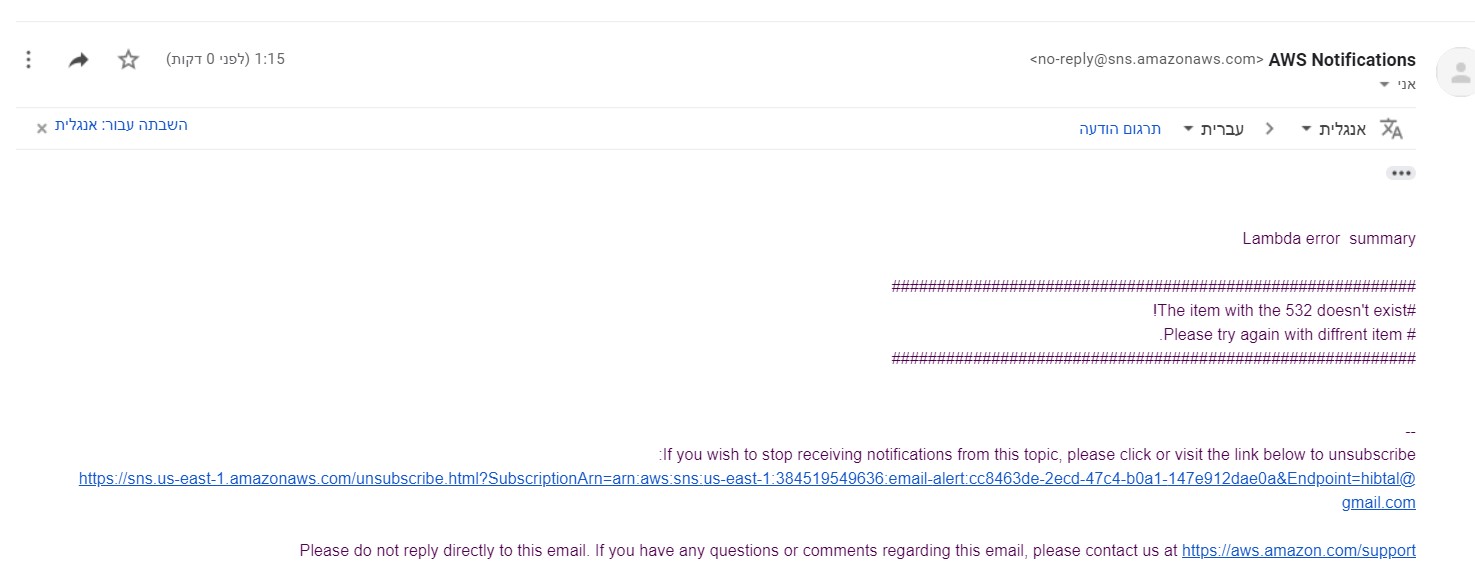 AWS Notifications <no-reply@sns.amazonaws.com>
1:15 (לפני 0 דקות)
אני
אנגלית
עברית
תרגום הודעה
השבתה עבור: אנגלית
Lambda error  summary
##########################################################
#The item with the 532 doesn't exist!
# Please try again with diffrent item.
##########################################################
--
If you wish to stop receiving notifications from this topic, please click or visit the link below to unsubscribe:
https://sns.us-east-1.amazonaws.com/unsubscribe.html?SubscriptionArn=arn:aws:sns:us-east-1:384519549636:email-alert:cc8463de-2ecd-47c4-b0a1-147e912dae0a&Endpoint=hibtal@
gmail.com
Please do not reply directly to this email. If you have any questions or comments regarding this email, please contact us at https://aws.amazon.com/support